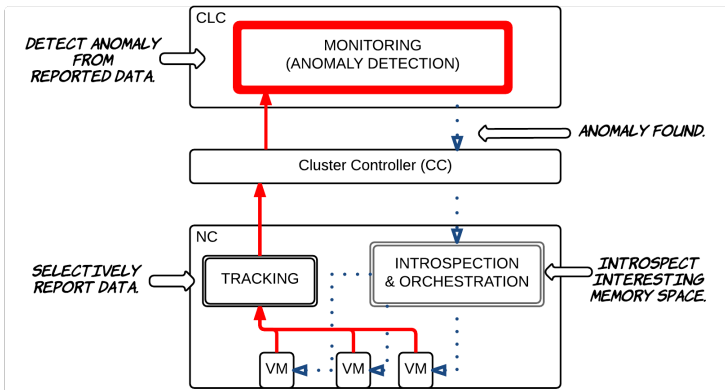 CLC
DETECT ANOMALY
FROM
REPORTED DATA.
MONITORING
(ANOMALY DETECTION)
ANOMALY FOUND.
Cluster Controller (CC)
NC
SELECTIVELY
REPORT DATA.
TRACKING
INTROSPECTION
& ORCHESTRATION
INTROSPECT
INTERESTING
MEMORY SPACE.
VM
VM
VM